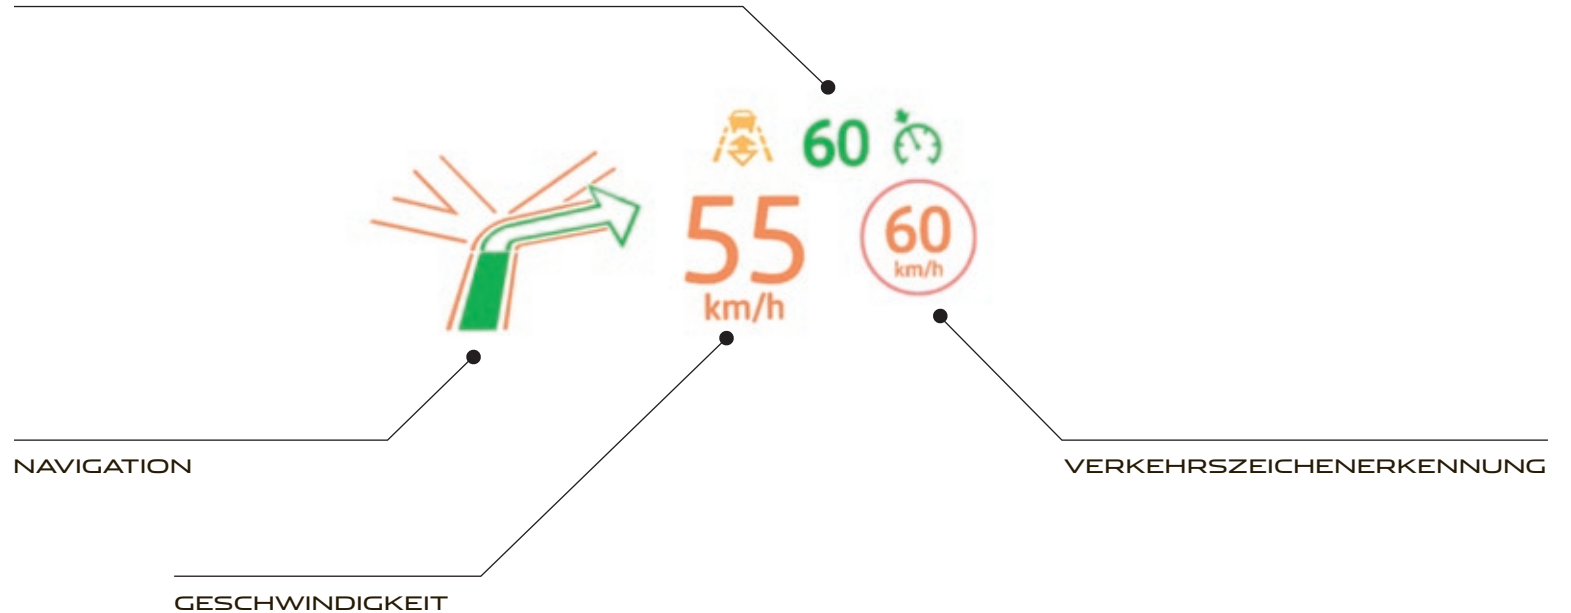 60
55
km/h
60
km/h
NAVIGATION
VERKEHRSZEICHENERKENNUNG
GESCHWINDIGKEIT